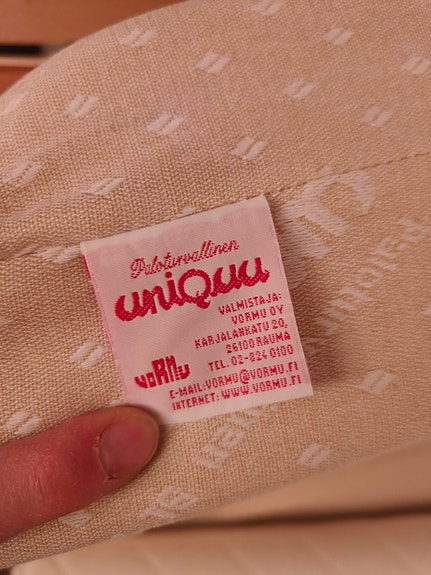 Paloturvallinen
uniQuu
VALMISTAJA:
VORMU OY
KARJALANKATU 20,
26100 RAUMA
TEL. 02-824 0100
VORMU
E-MAIL:VORMU@VORMU.FI
INTERNET: WWW.VORMU.FI